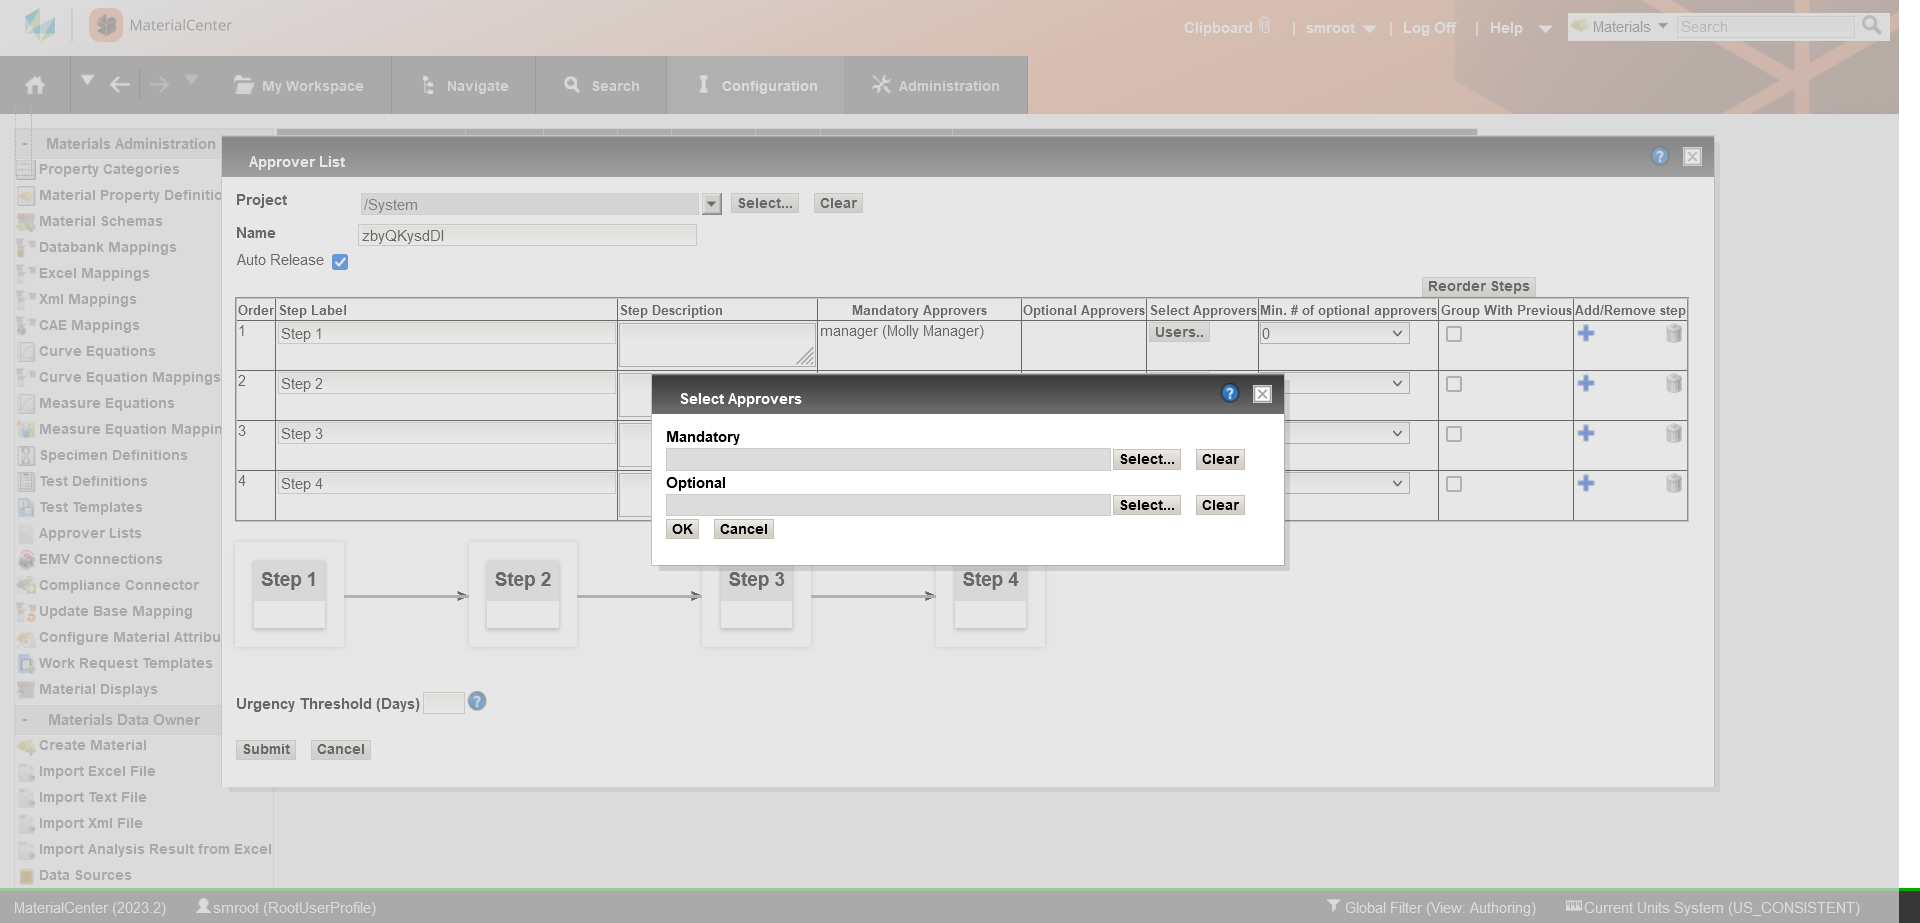 MaterialCenter
Clipboard | smroot | Log Off | Help Materials Search
My Workspace Navigate Search Configuration Administration
- Materials Administration
Property Categories
Material Property Definitio
Material Schemas
Databank Mappings
Excel Mappings
Xml Mappings
CAE Mappings
Curve Equations
Curve Equation Mappings
Measure Equations
Measure Equation Mappin
Specimen Definitions
Test Definitions
Test Templates
Approver Lists
EMV Connections
Compliance Connector
Update Base Mapping
Configure Material Attribu
Work Request Templates
Material Displays
- Materials Data Owner
Create Material
Import Excel File
Import Text File
Import Xml File
Import Analysis Result from Excel
Data Sources
Approver List ?
Project /System Select... Clear
Name zbyQKysdDl
Auto Release
Reorder Steps
Order Step Label Step Description Mandatory Approvers Optional Approvers Select Approvers Min. # of optional approvers Group With Previous Add/Remove step
1 Step 1 manager (Molly Manager) Users.. 0
2 Step 2
3 Step 3
4 Step 4
Select Approvers ?
Mandatory
Select... Clear
Optional
Select... Clear
OK Cancel
Step 1 Step 2 Step 3 Step 4
Urgency Threshold (Days) ?
Submit Cancel
MaterialCenter (2023.2) smroot (RootUserProfile) Global Filter (View: Authoring) Current Units System (US_CONSISTENT)